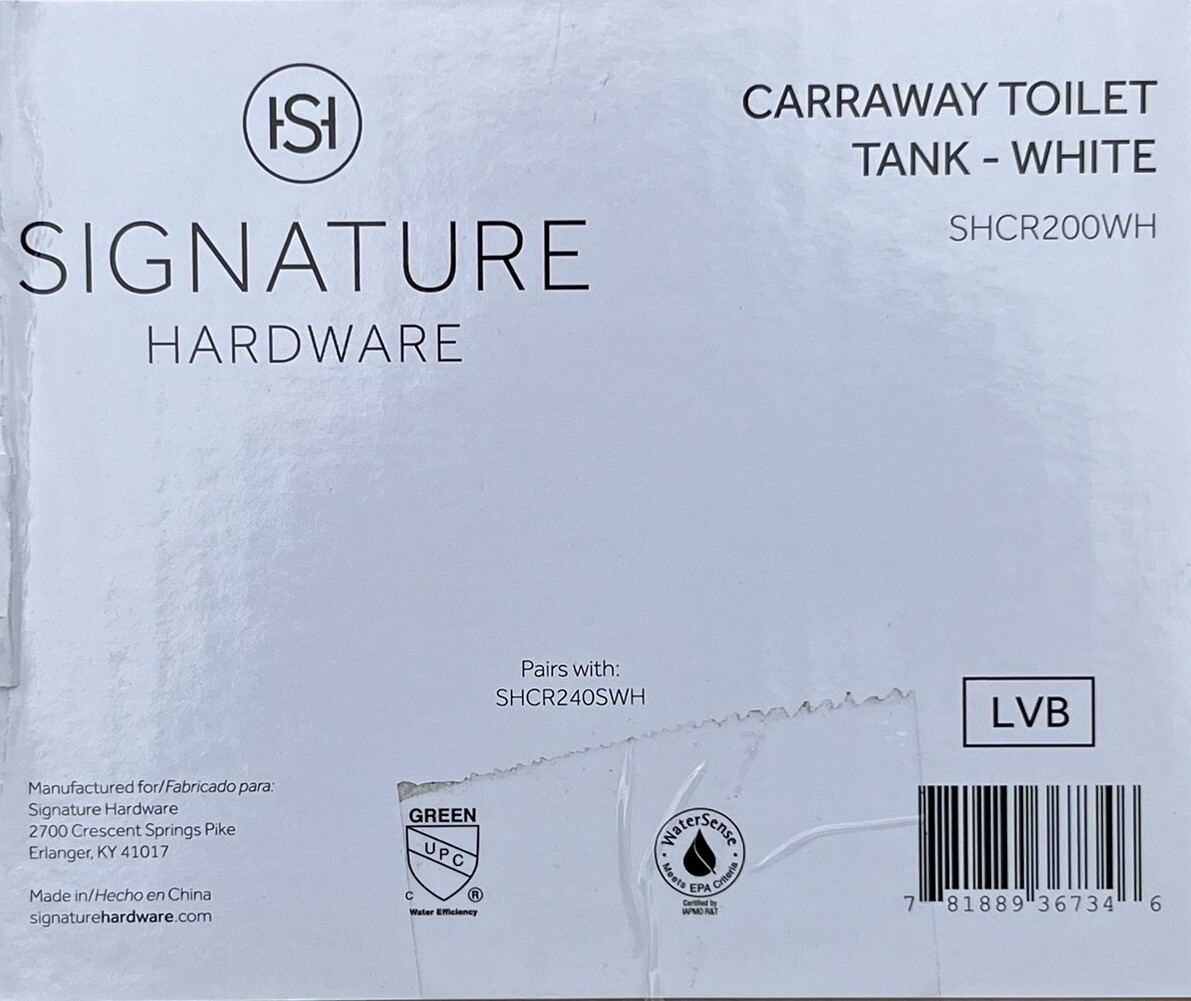 SH
SIGNATURE
HARDWARE
CARRAWAY TOILET
TANK - WHITE
SHCR200WH
Pairs with:
SHCR240SWH
LVB
Manufactured for/Fabricado para:
Signature Hardware
2700 Crescent Springs Pike
Erlanger, KY 41017
Made in/Hecho en China
signaturehardware.com
GREEN
UPC
C ®
Water Efficiency
WaterSense
Meets EPA Criteria
Certified by
IAPMO R&T
7 81889 36734 6